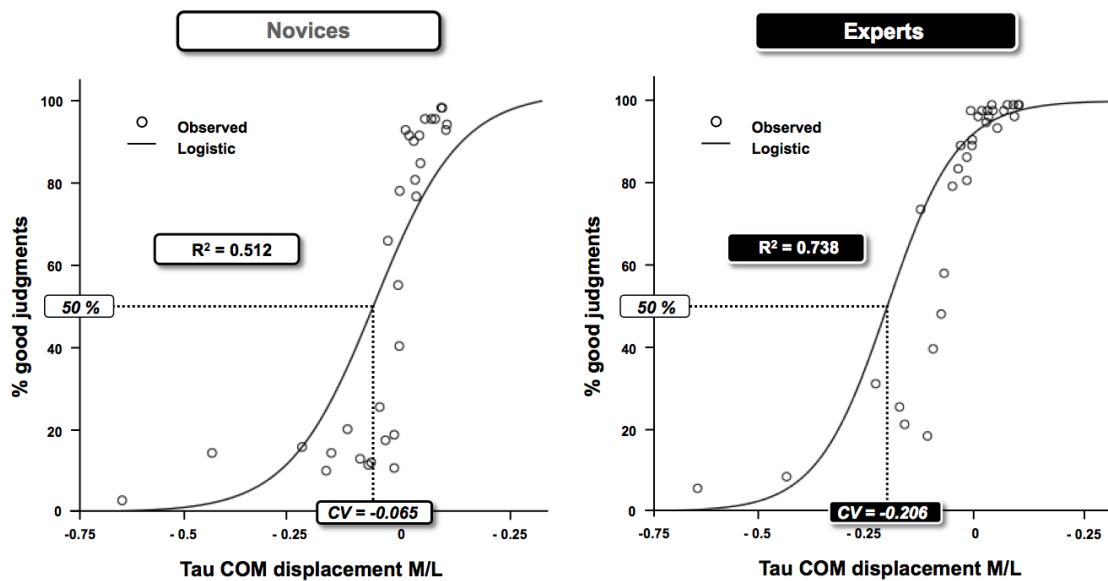 Novices
100
80
60
40
20
0
% good judgments
Observed
Logistic
R² = 0.512
50 %
CV = -0.065
-0.75
- 0.5
- 0.25
0
- 0.25
Tau COM displacement M/L
Experts
100
80
60
40
20
0
% good judgments
Observed
Logistic
R² = 0.738
50 %
CV = -0.206
-0.75
- 0.5
- 0.25
0
- 0.25
Tau COM displacement M/L